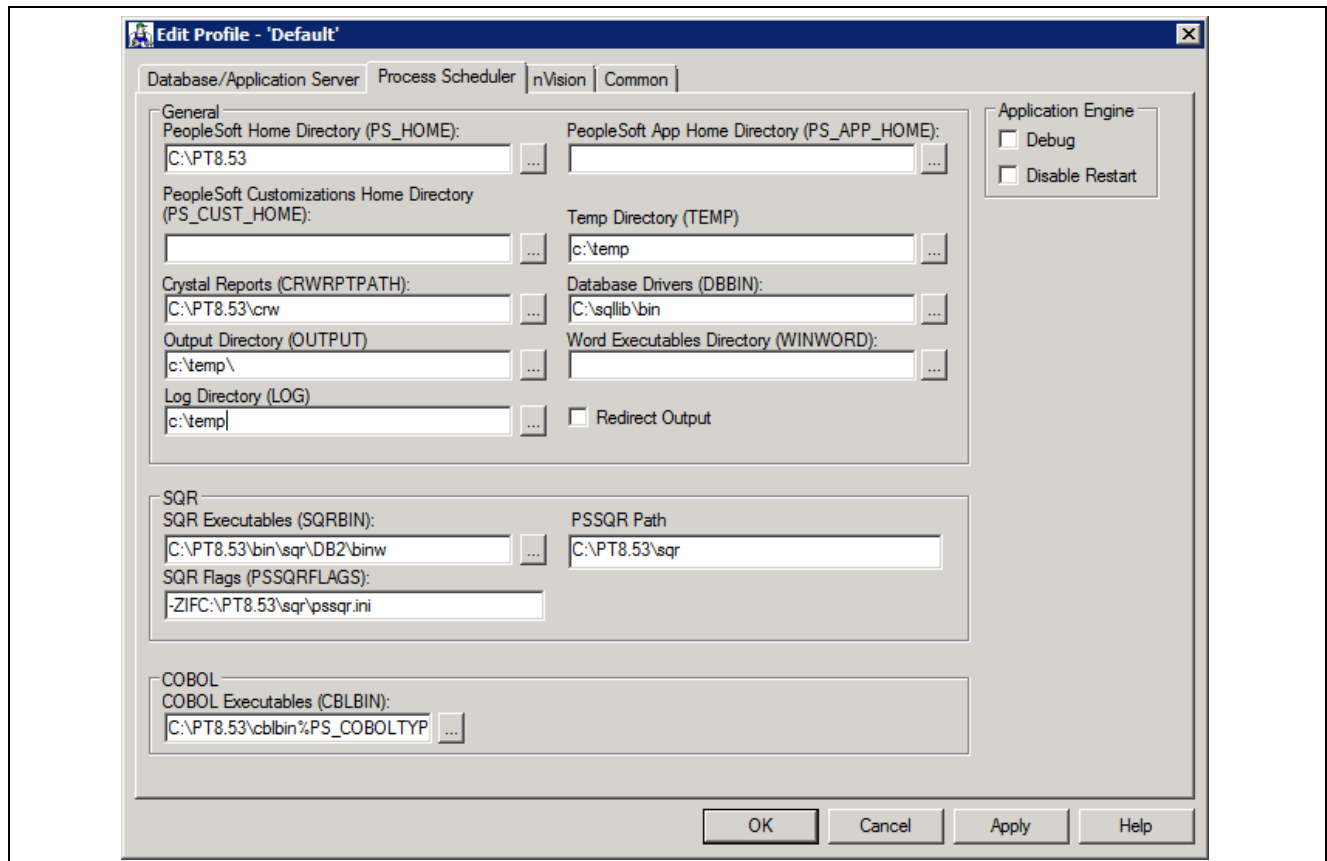 Edit Profile - 'Default'
Database/Application Server Process Scheduler nVision Common
General
PeopleSoft Home Directory (PS_HOME): PeopleSoft App Home Directory (PS_APP_HOME):
C:\PT8.53 ...
...
PeopleSoft Customizations Home Directory
(PS_CUST_HOME): Temp Directory (TEMP)
... c:\temp ...
Crystal Reports (CRWRPTPATH): Database Drivers (DBBIN):
C:\PT8.53\crw ... C:\sqllib\bin ...
Output Directory (OUTPUT) Word Executables Directory (WINWORD):
c:\temp\ ... ...
Log Directory (LOG)
c:\temp ... Redirect Output
Application Engine
Debug
Disable Restart
SQR
SQR Executables (SQRBIN): PSSQR Path
C:\PT8.53\bin\sqr\DB2\binw ... C:\PT8.53\sqr
SQR Flags (PSSQRFLAGS):
-ZIFC:\PT8.53\sqr\pssqr.ini
COBOL
COBOL Executables (CBLBIN):
C:\PT8.53\cblbin%PS_COBOLTYP ...
OK Cancel Apply Help